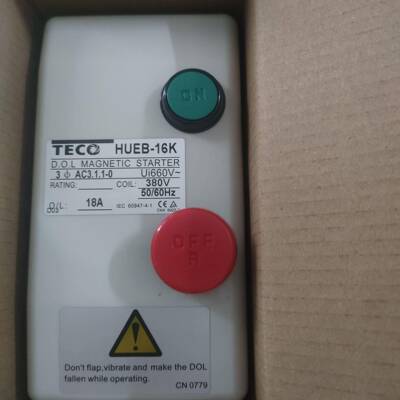 ON
TECO HUEB-16K
D.O.L MAGNETIC STARTER
3 Φ AC3.1.1-0 Ui660V~
RATING: COIL: 380V
50/60Hz
O/L: 18A IEC 60947-4-1 CE
OFF
R
Don't flap,vibrate and make the DOL
fallen while operating.
CN 0779